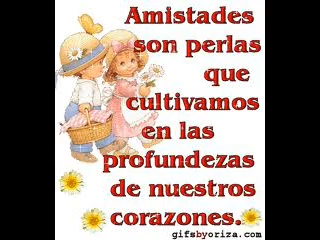 Amistades
son perlas
que
cultivamos
en las
profundezas
de nuestros
corazones.
gifsbyoriza.com